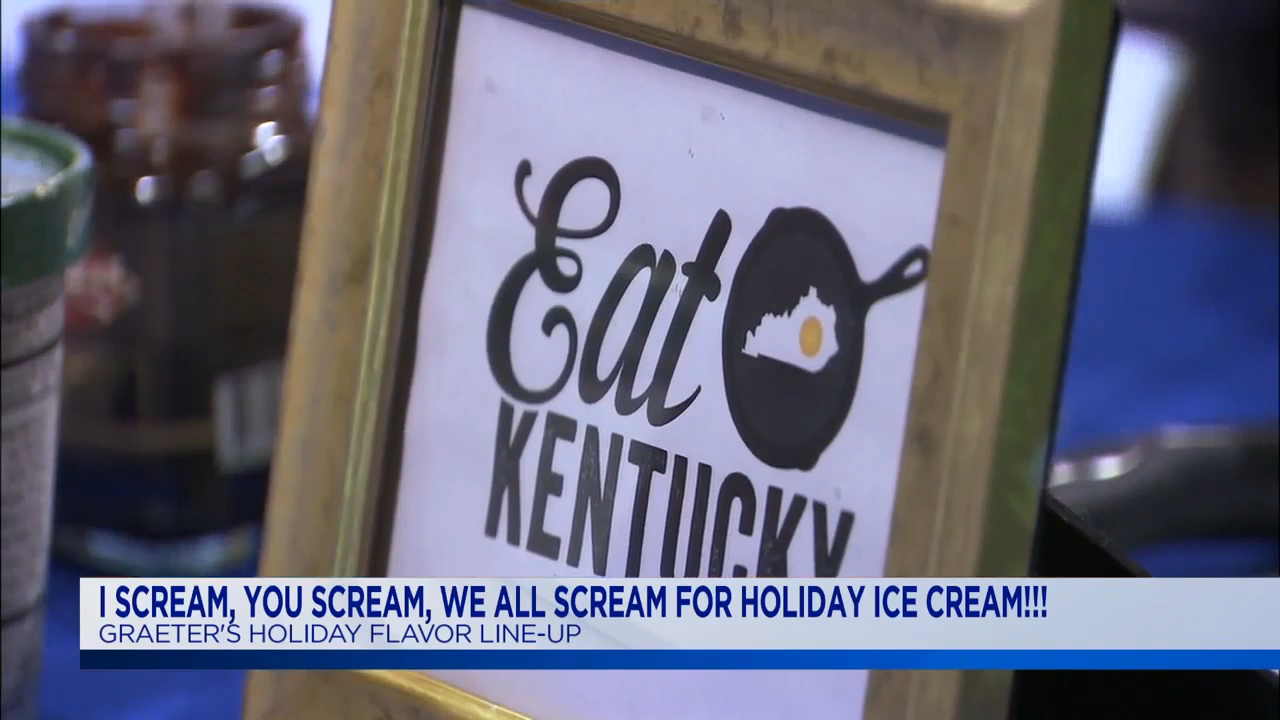 Eat
KENTUCKY
I SCREAM, YOU SCREAM, WE ALL SCREAM FOR HOLIDAY ICE CREAM!!!
GRAETER'S HOLIDAY FLAVOR LINE-UP